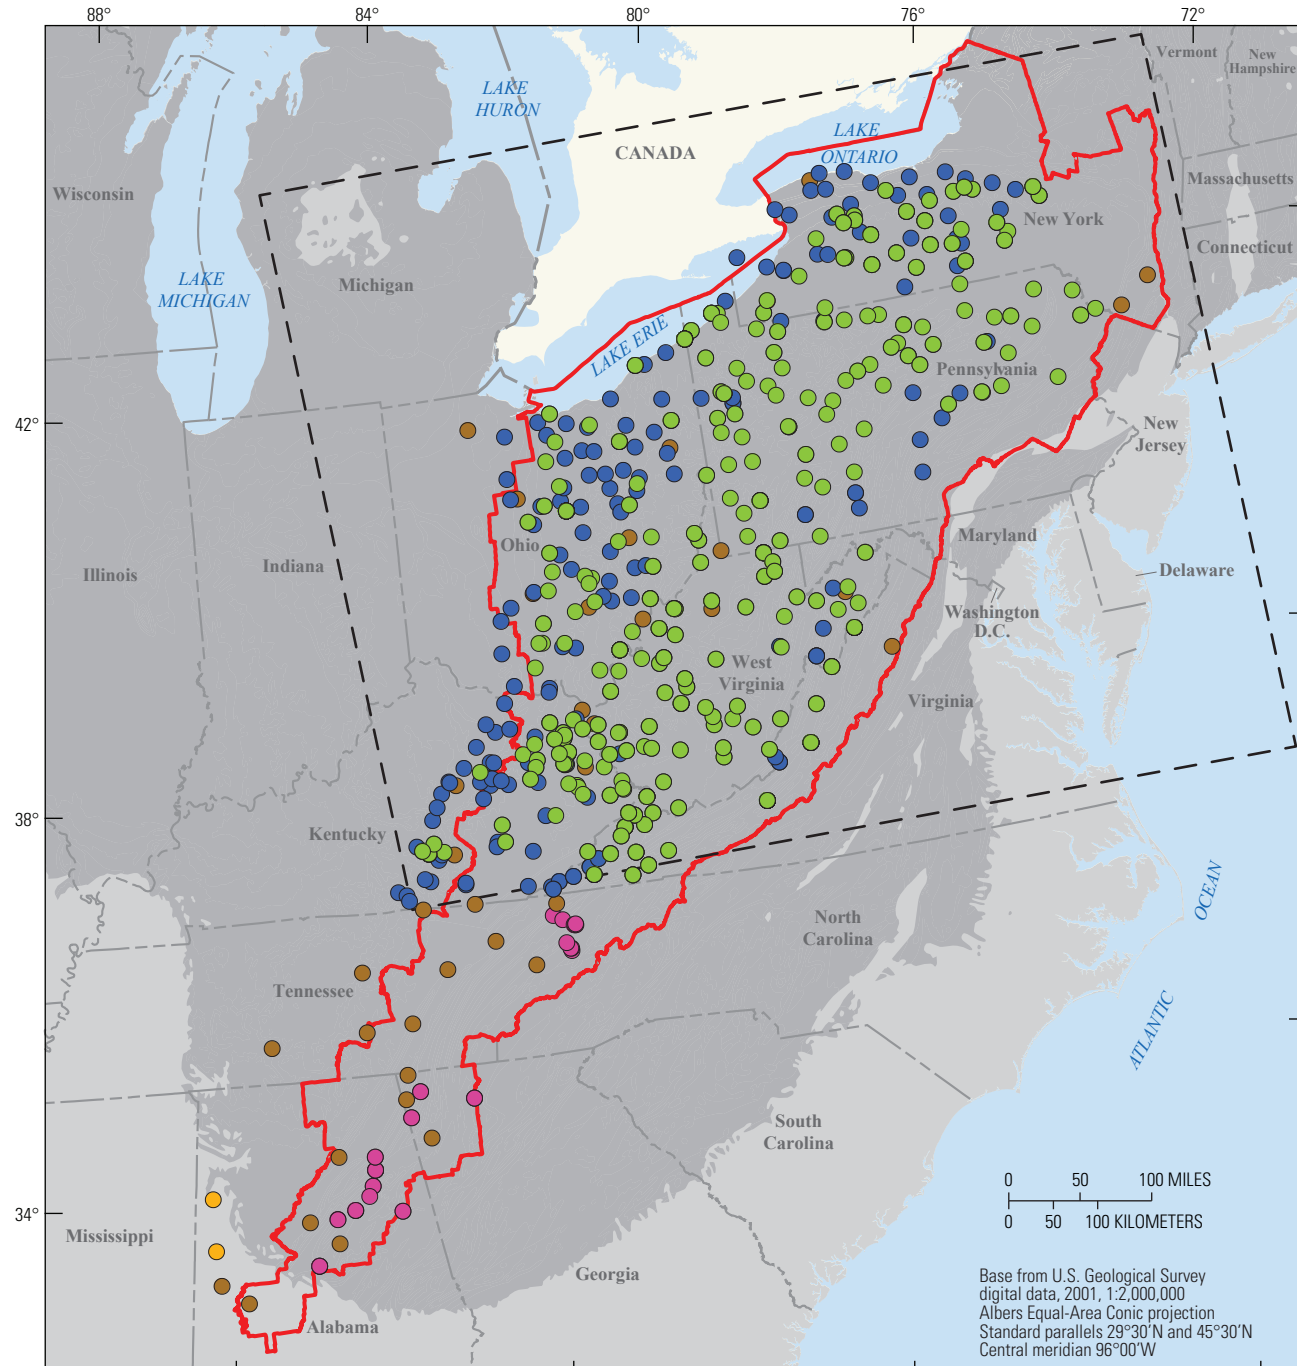 88°
84°
80°
76°
72°
Vermont
New
Hampshire
LAKE
HURON
LAKE
ONTARIO
CANADA
Wisconsin
Massachusetts
New York
Connecticut
LAKE
MICHIGAN
Michigan
LAKE ERIE
Pennsylvania
42°
New
Jersey
Ohio
Maryland
Illinois
Indiana
Delaware
Washington
D.C.
West
Virginia
Virginia
38°
Kentucky
OCEAN
North
Carolina
Tennessee
ATLANTIC
South
Carolina
0 50 100 MILES
34°
0 50 100 KILOMETERS
Mississippi
Georgia
Alabama
Base from U.S. Geological Survey
digital data, 2001, 1:2,000,000
Albers Equal-Area Conic projection
Standard parallels 29°30'N and 45°30'N
Central meridian 96°00'W